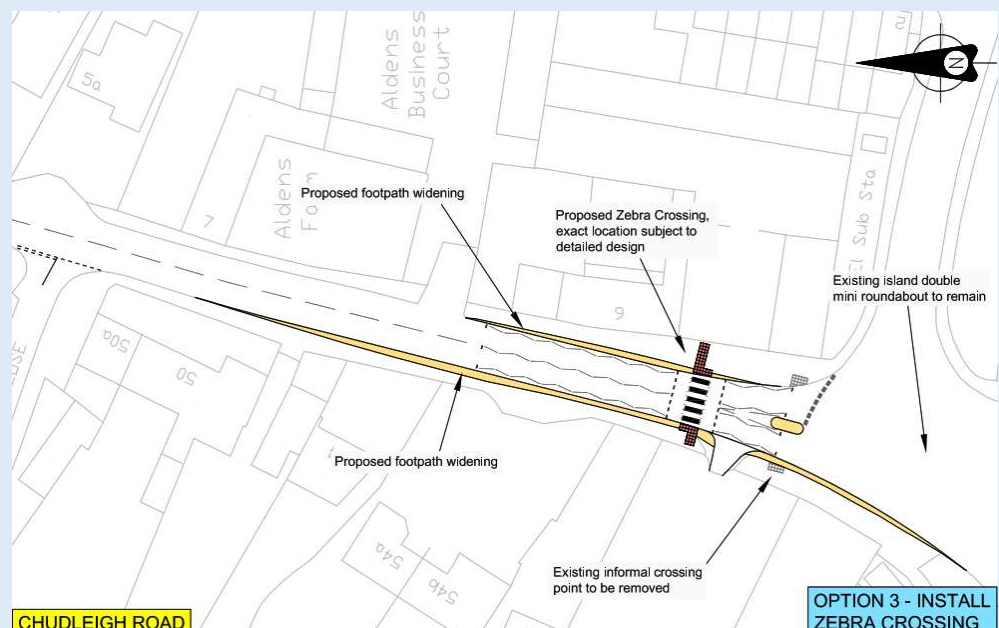 5a
Aldens
Business
Court
12
N
Aldens
Farm
7
Proposed footpath widening
Proposed Zebra Crossing,
exact location subject to
detailed design
El Sub Sta
Existing island double
mini roundabout to remain
9
50a
50
Proposed footpath widening
54a
54b
Existing informal crossing
point to be removed
CHUDLEIGH ROAD
OPTION 3 - INSTALL
ZEBRA CROSSING